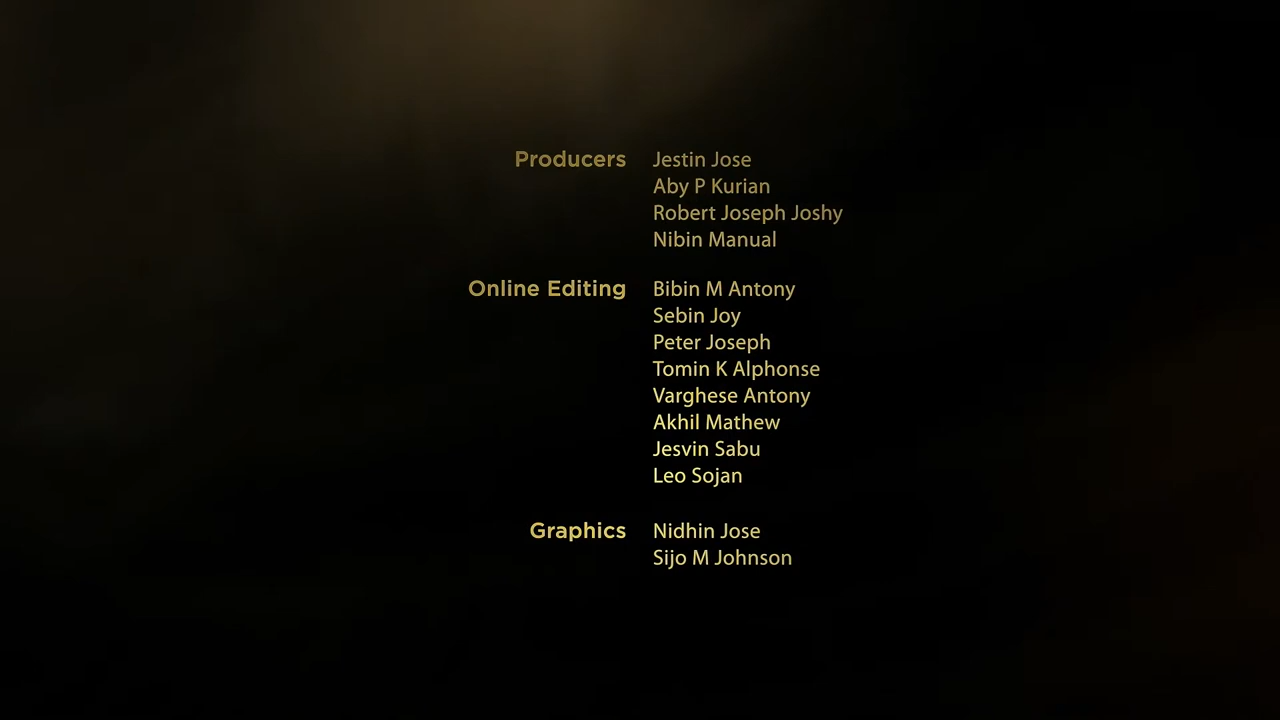 Producers Jestin Jose
Aby P Kurian
Robert Joseph Joshy
Nibin Manual
Online Editing Bibin M Antony
Sebin Joy
Peter Joseph
Tomin K Alphonse
Varghese Antony
Akhil Mathew
Jesvin Sabu
Leo Sojan
Graphics Nidhin Jose
Sijo M Johnson